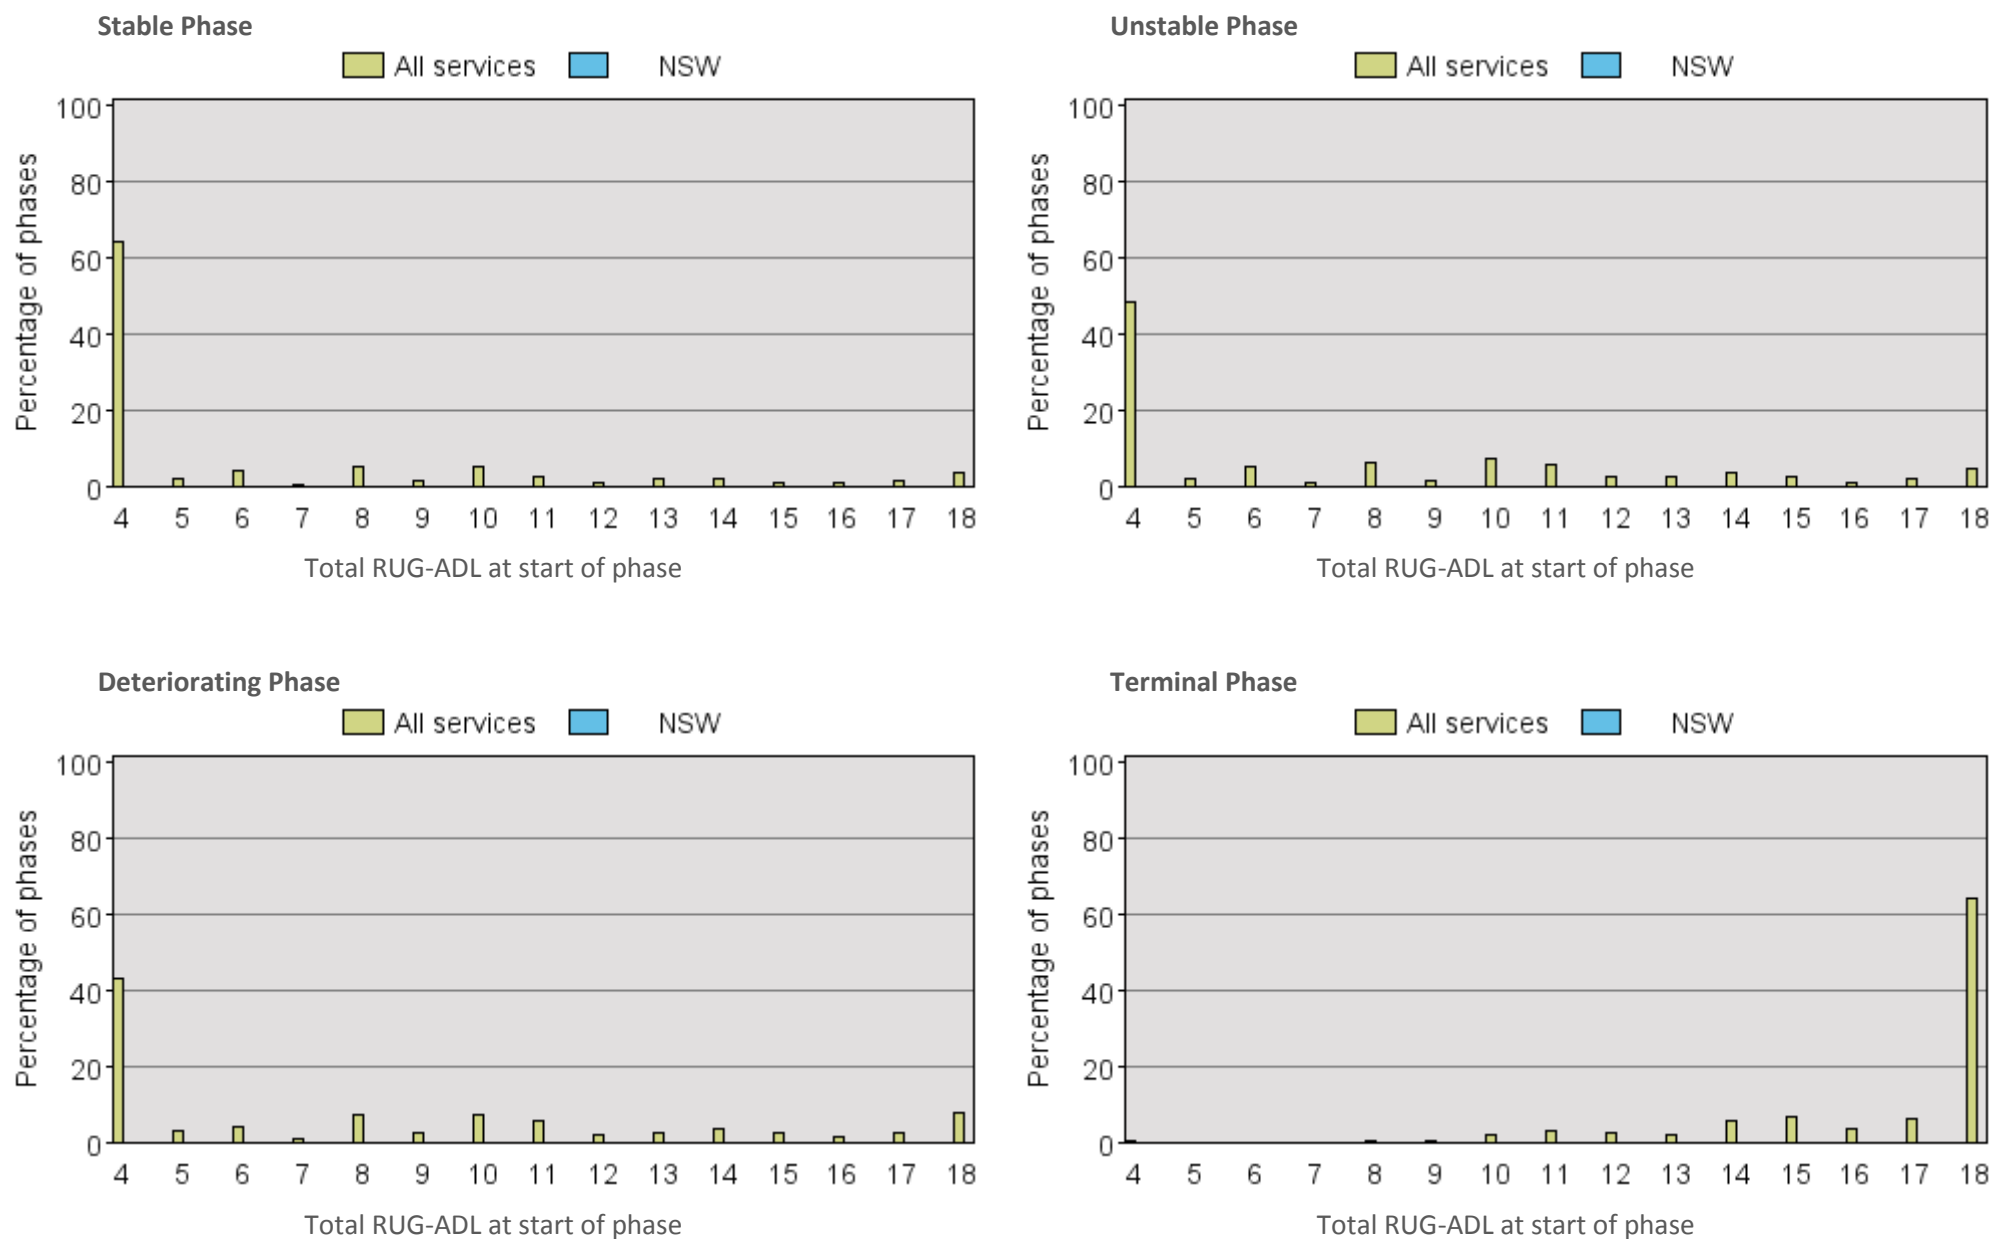 Stable Phase
All services NSW
Percentage of phases
100
80
60
40
20
0
4 5 6 7 8 9 10 11 12 13 14 15 16 17 18
Total RUG-ADL at start of phase
Unstable Phase
All services NSW
Percentage of phases
100
80
60
40
20
0
4 5 6 7 8 9 10 11 12 13 14 15 16 17 18
Total RUG-ADL at start of phase
Deteriorating Phase
All services NSW
Percentage of phases
100
80
60
40
20
0
4 5 6 7 8 9 10 11 12 13 14 15 16 17 18
Total RUG-ADL at start of phase
Terminal Phase
All services NSW
Percentage of phases
100
80
60
40
20
0
4 5 6 7 8 9 10 11 12 13 14 15 16 17 18
Total RUG-ADL at start of phase